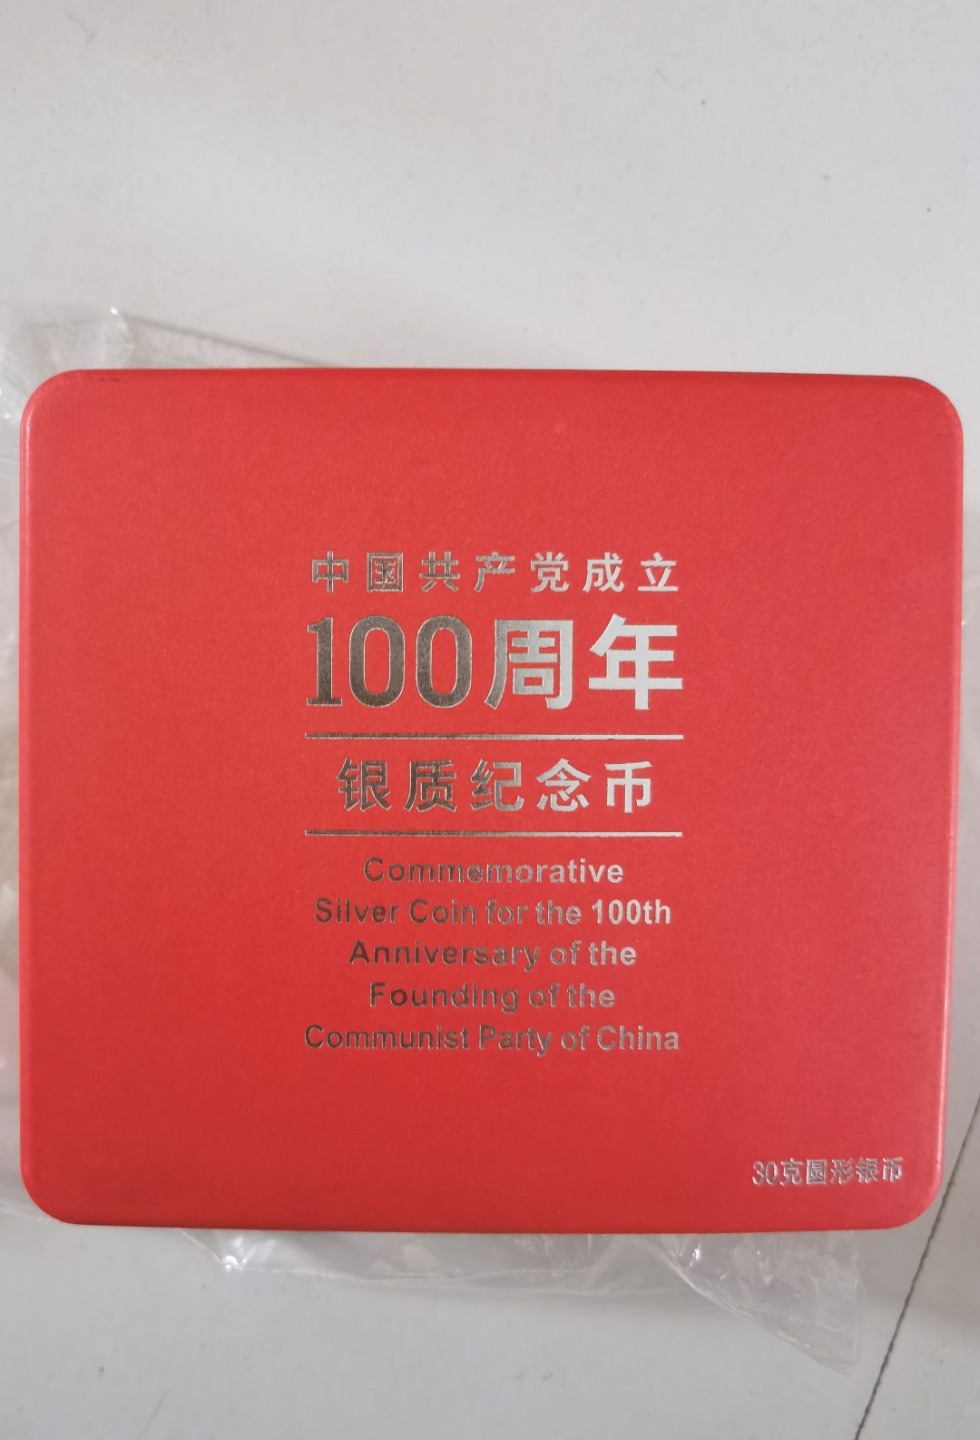 中国共产党成立
100周年
银质纪念币
Commemorative
Silver Coin for the 100th
Anniversary of the
Founding of the
Communist Party of China
30克圆形银币